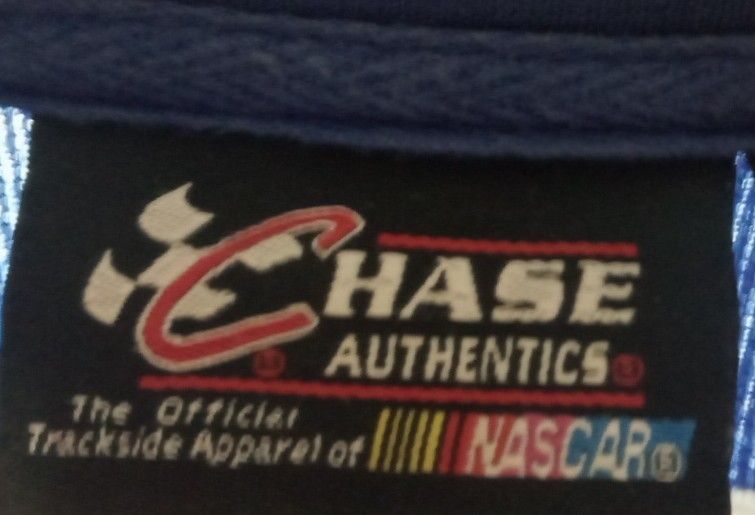 CHASE
AUTHENTICS®
The Official
Trackside Apparel of NASCAR®